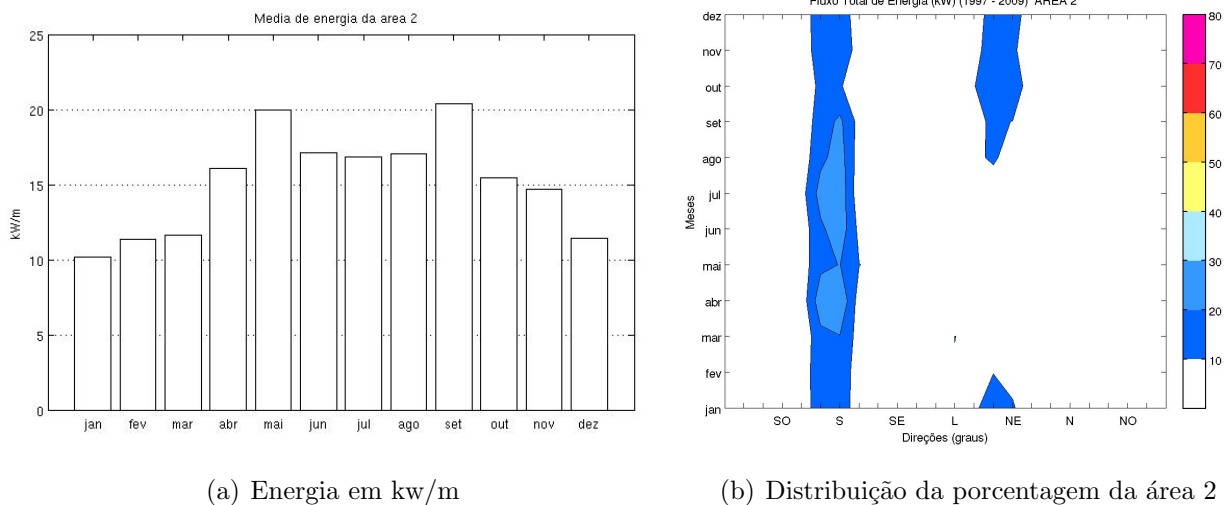 Media de energia da area 2
25
20
15
10
5
0
kW/m
jan fev mar abr mai jun jul ago set out nov dez
Fluxo Total de Energia (kW) (1997 - 2009) ÁREA 2
dez
nov
out
set
ago
jul
jun
mai
abr
mar
fev
jan
Meses
SO S SE L NE N NO
Direções (graus)
80
70
60
50
40
30
20
10
(a) Energia em kw/m
(b) Distribuição da porcentagem da área 2